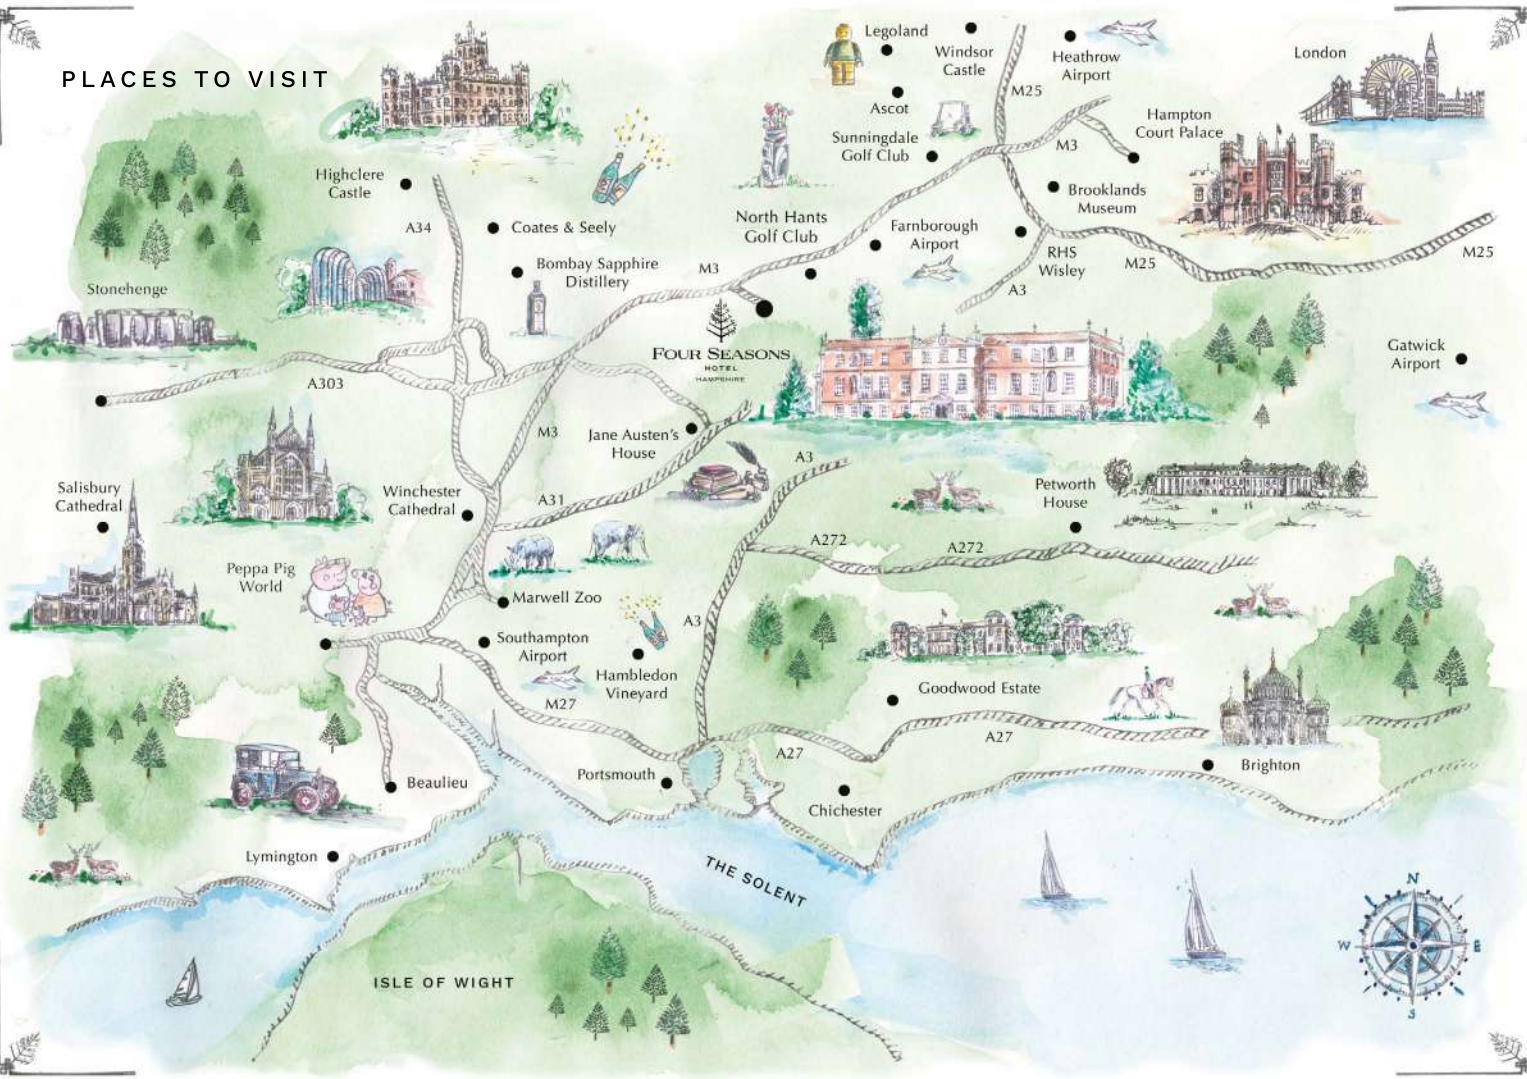 PLACES TO VISIT
Legoland
Windsor
Castle
Heathrow
Airport
London
M25
Ascot
Sunningdale
Golf Club
M3
Hampton
Court Palace
Highclere
Castle
Brooklands
Museum
A34
Coates & Seely
North Hants
Golf Club
Farnborough
Airport
RHS
Wisley
M25
M25
Bombay Sapphire
Distillery
M3
A3
Stonehenge
FOUR SEASONS
HOTEL
HAMPSHIRE
Gatwick
Airport
A303
M3
Jane Austen's
House
A3
Salisbury
Cathedral
Winchester
Cathedral
A31
Petworth
House
A272
A272
Peppa Pig
World
Marwell Zoo
A3
Southampton
Airport
Hambledon
Vineyard
M27
Goodwood Estate
A27
A27
Beaulieu
Portsmouth
Chichester
Brighton
Lymington
THE SOLENT
ISLE OF WIGHT
N
W
E
S